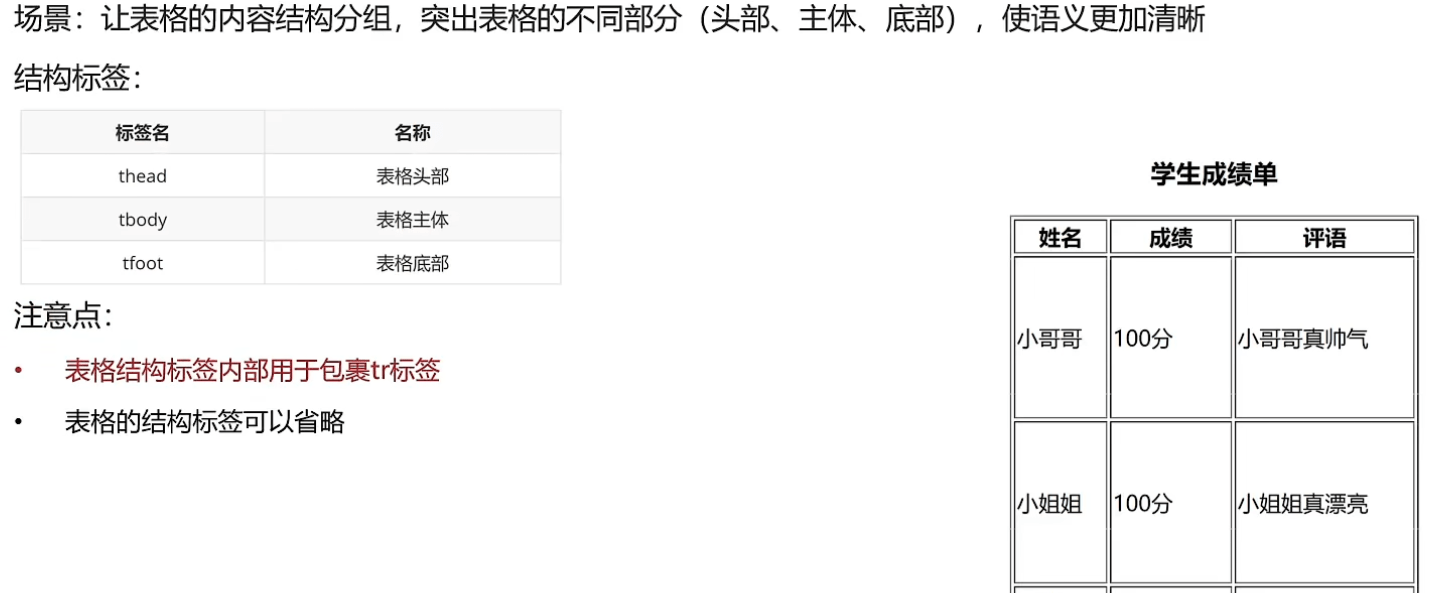 场景：让表格的内容结构分组，突出表格的不同部分（头部、主体、底部），使语义更加清晰
结构标签：
标签名 名称
thead 表格头部
tbody 表格主体
tfoot 表格底部
注意点：
• 表格结构标签内部用于包裹tr标签
• 表格的结构标签可以省略
学生成绩单
姓名 成绩 评语
小哥哥 100分 小哥哥真帅气
小姐姐 100分 小姐姐真漂亮